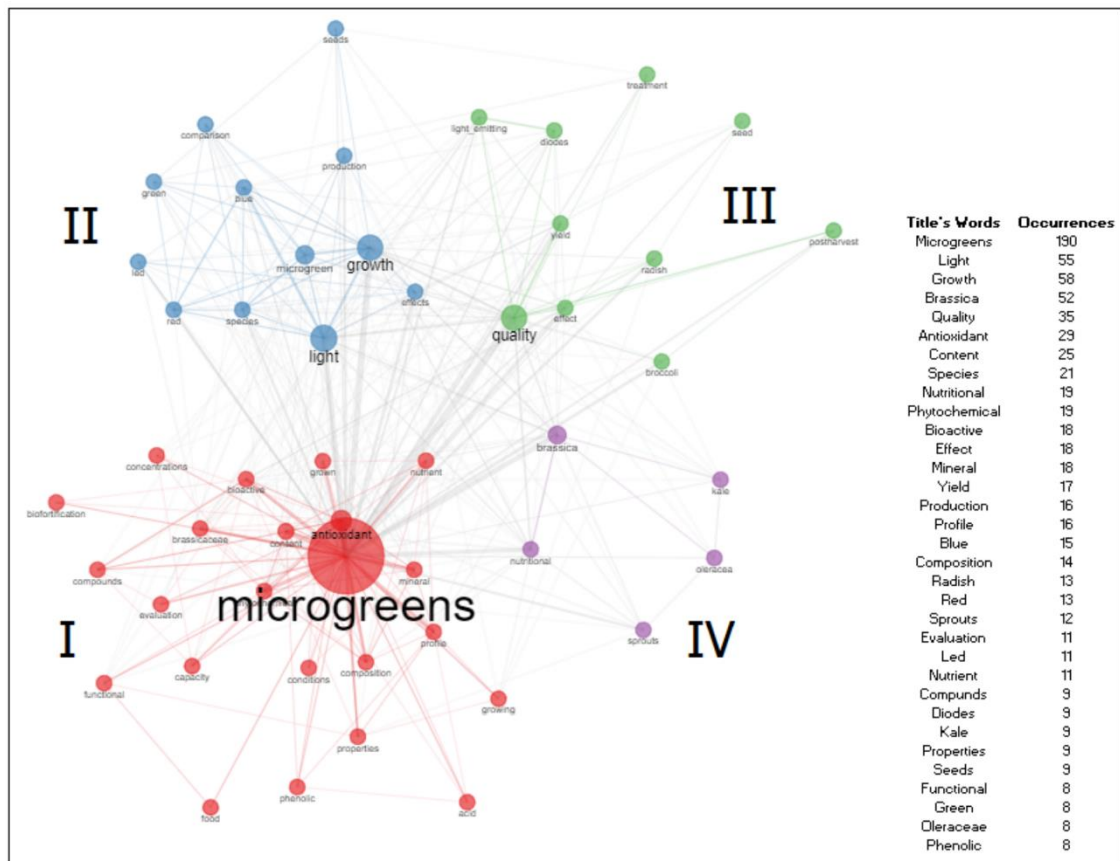 seeds
treatment
light_emitting
seed
comparison
diodes
production
green
blue
II
III
yield
postharvest
growth
microgreen
led
radish
effects
red
species
effect
quality
light
broccoli
brassica
concentrations
grown
nutrient
bioactive
kale
biofortification
brassicaceae
content
antioxidant
nutritional
oleracea
compounds
mineral
evaluation
microgreens
I
profile
sprouts
IV
capacity
conditions
composition
functional
growing
properties
phenolic
food
acid
Title's Words Occurrences
Microgreens 190
Light 55
Growth 58
Brassica 52
Quality 35
Antioxidant 29
Content 25
Species 21
Nutritional 19
Phytochemical 19
Bioactive 18
Effect 18
Mineral 18
Yield 17
Production 16
Profile 16
Blue 15
Composition 14
Radish 13
Red 13
Sprouts 12
Evaluation 11
Led 11
Nutrient 11
Compunds 9
Diodes 9
Kale 9
Properties 9
Seeds 9
Functional 8
Green 8
Oleraceae 8
Phenolic 8